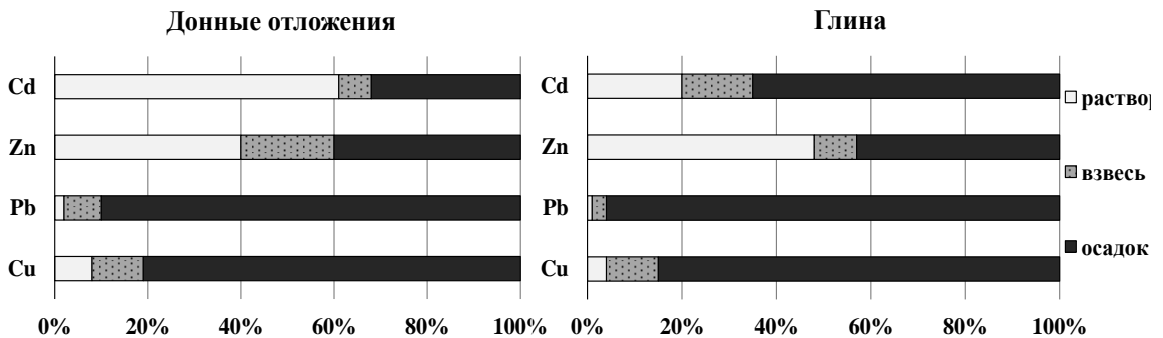 Донные отложения
Cd
Zn
Pb
Cu
0% 20% 40% 60% 80% 100%
Глина
Cd
Zn
Pb
Cu
0% 20% 40% 60% 80% 100%
раствор
взвесь
осадок